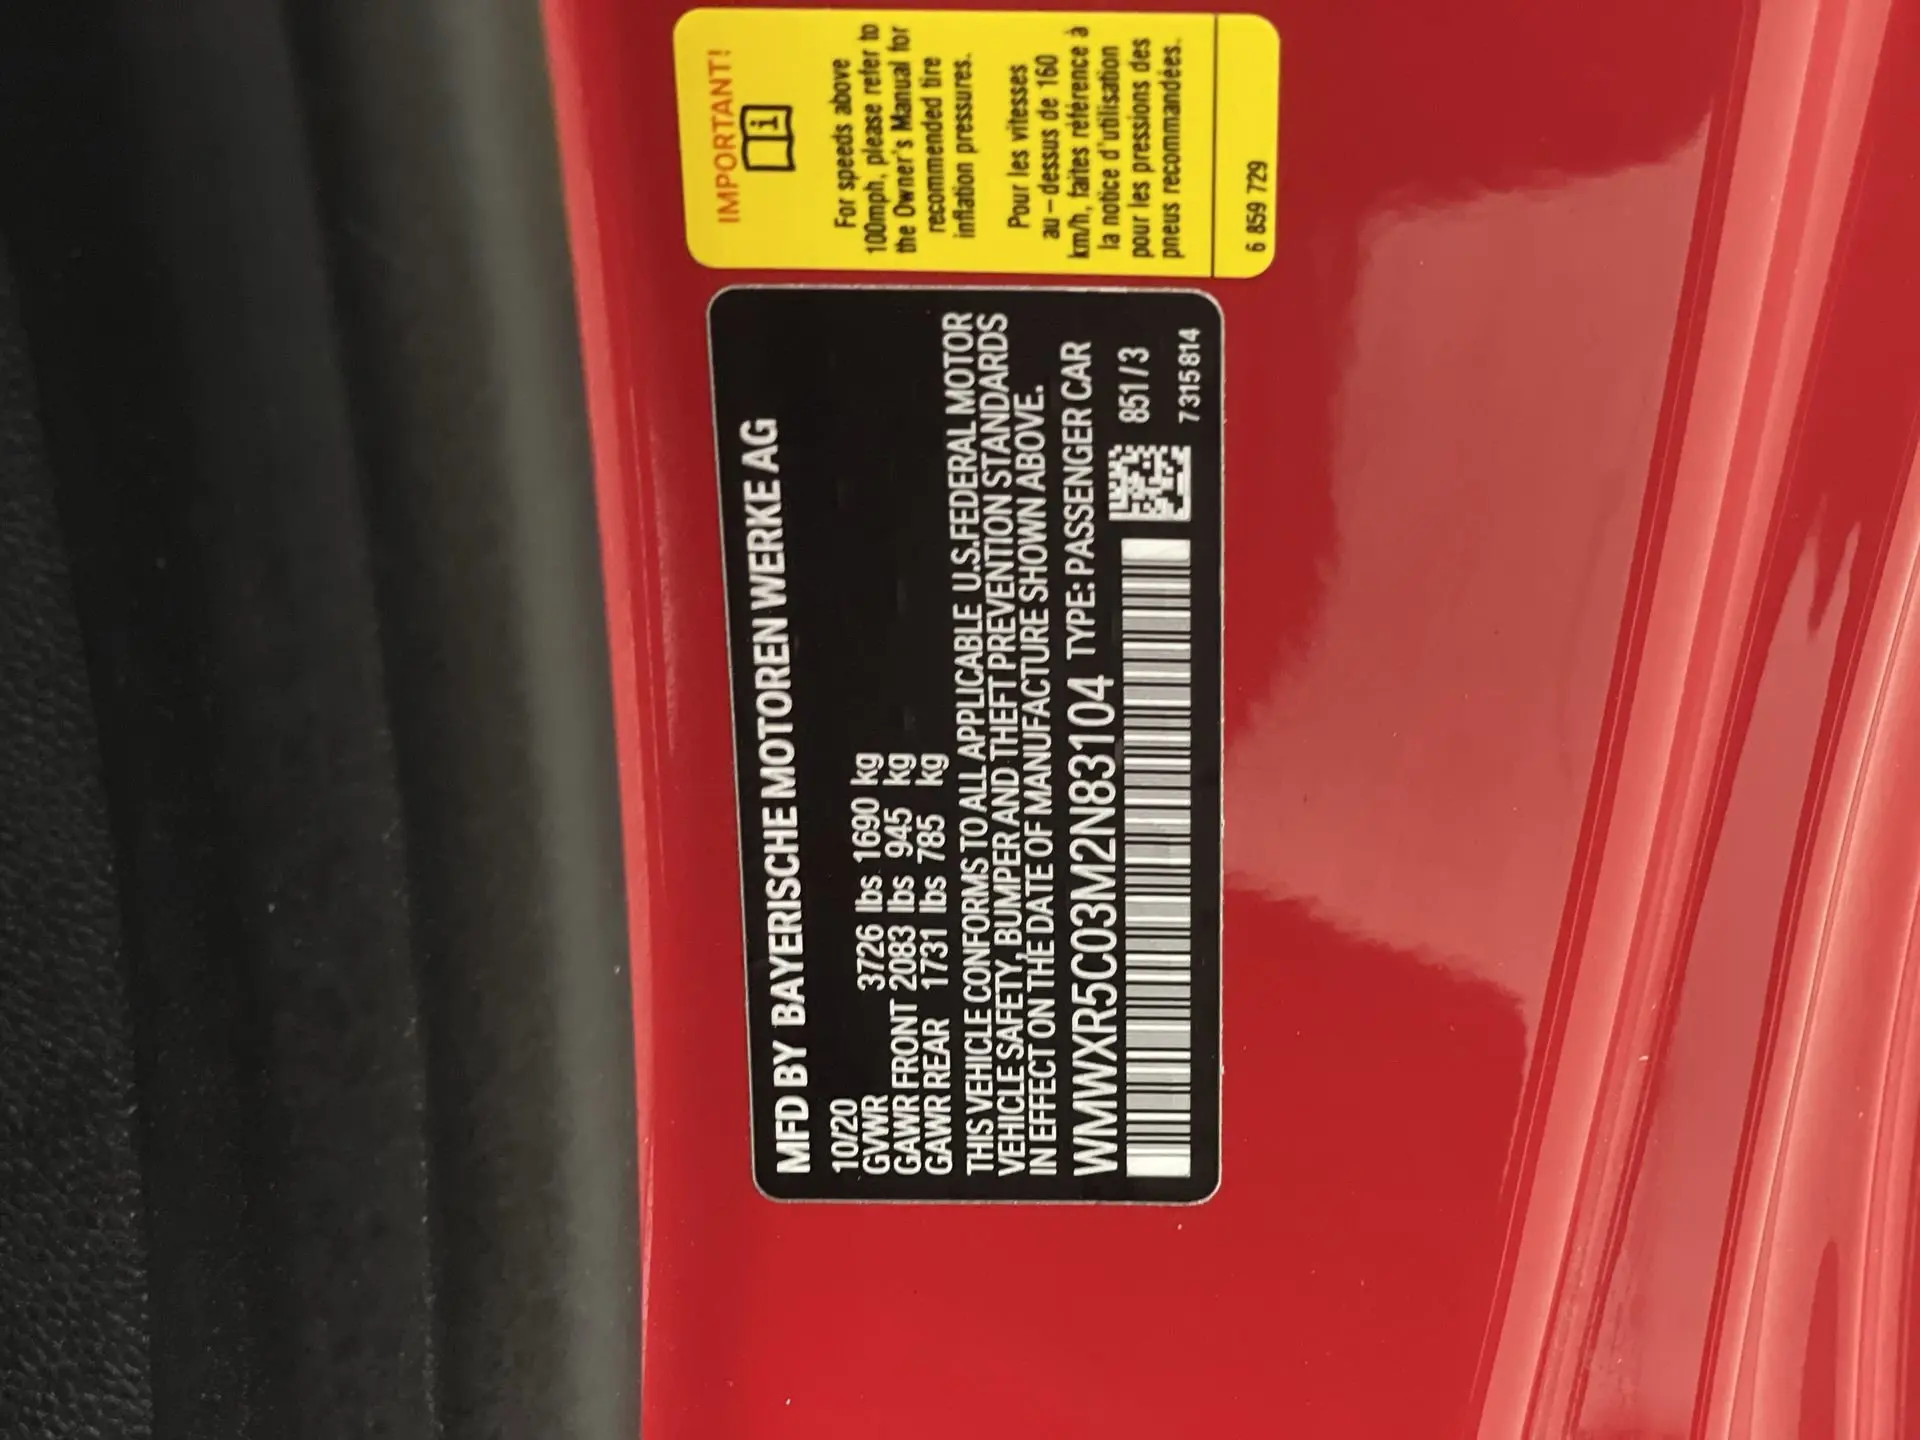 MFD BY BAYERISCHE MOTOREN WERKE AG
10/20
GVWR 3726 lbs 1690 kg
GAWR FRONT 2083 lbs 945 kg
GAWR REAR 1731 lbs 785 kg
THIS VEHICLE CONFORMS TO ALL APPLICABLE U.S.FEDERAL MOTOR
VEHICLE SAFETY, BUMPER AND THEFT PREVENTION STANDARDS
IN EFFECT ON THE DATE OF MANUFACTURE SHOWN ABOVE.
WMWXR5C03M2N83104 TYPE: PASSENGER CAR
851/3
7315814
IMPORTANT!
For speeds above
100mph, please refer to
the Owner's Manual for
recommended tire
inflation pressures.
Pour les vitesses
au-dessus de 160
km/h, faites référence à
la notice d'utilisation
pour les pressions des
pneus recommandées.
6 859 729